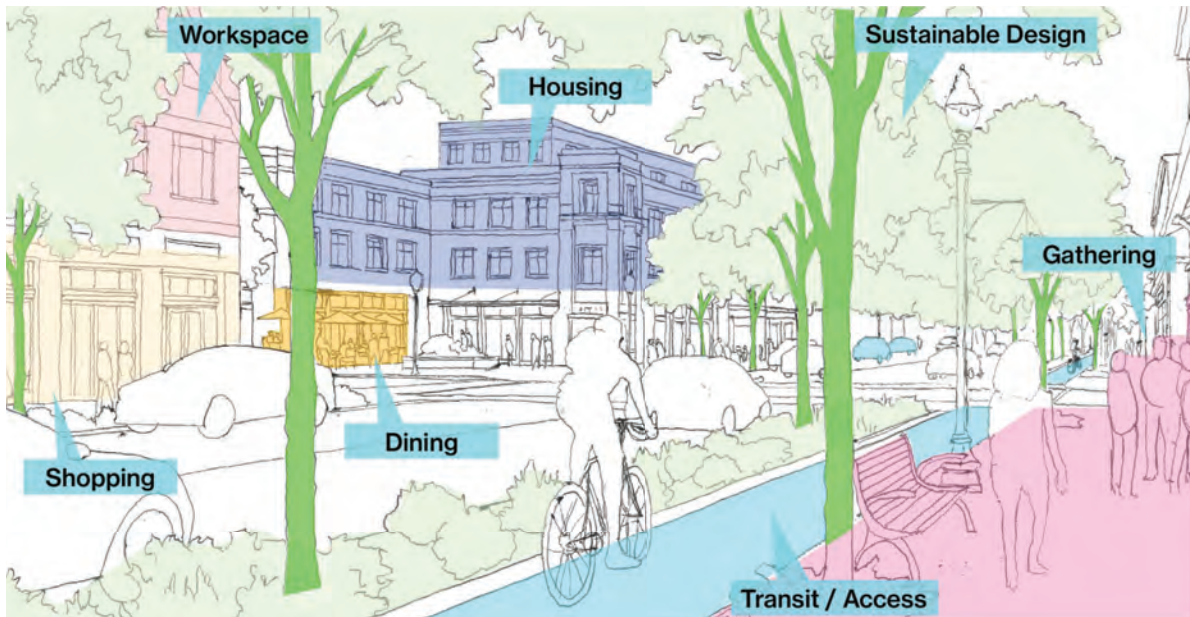 Workspace
Sustainable Design
Housing
Gathering
Dining
Shopping
Transit / Access